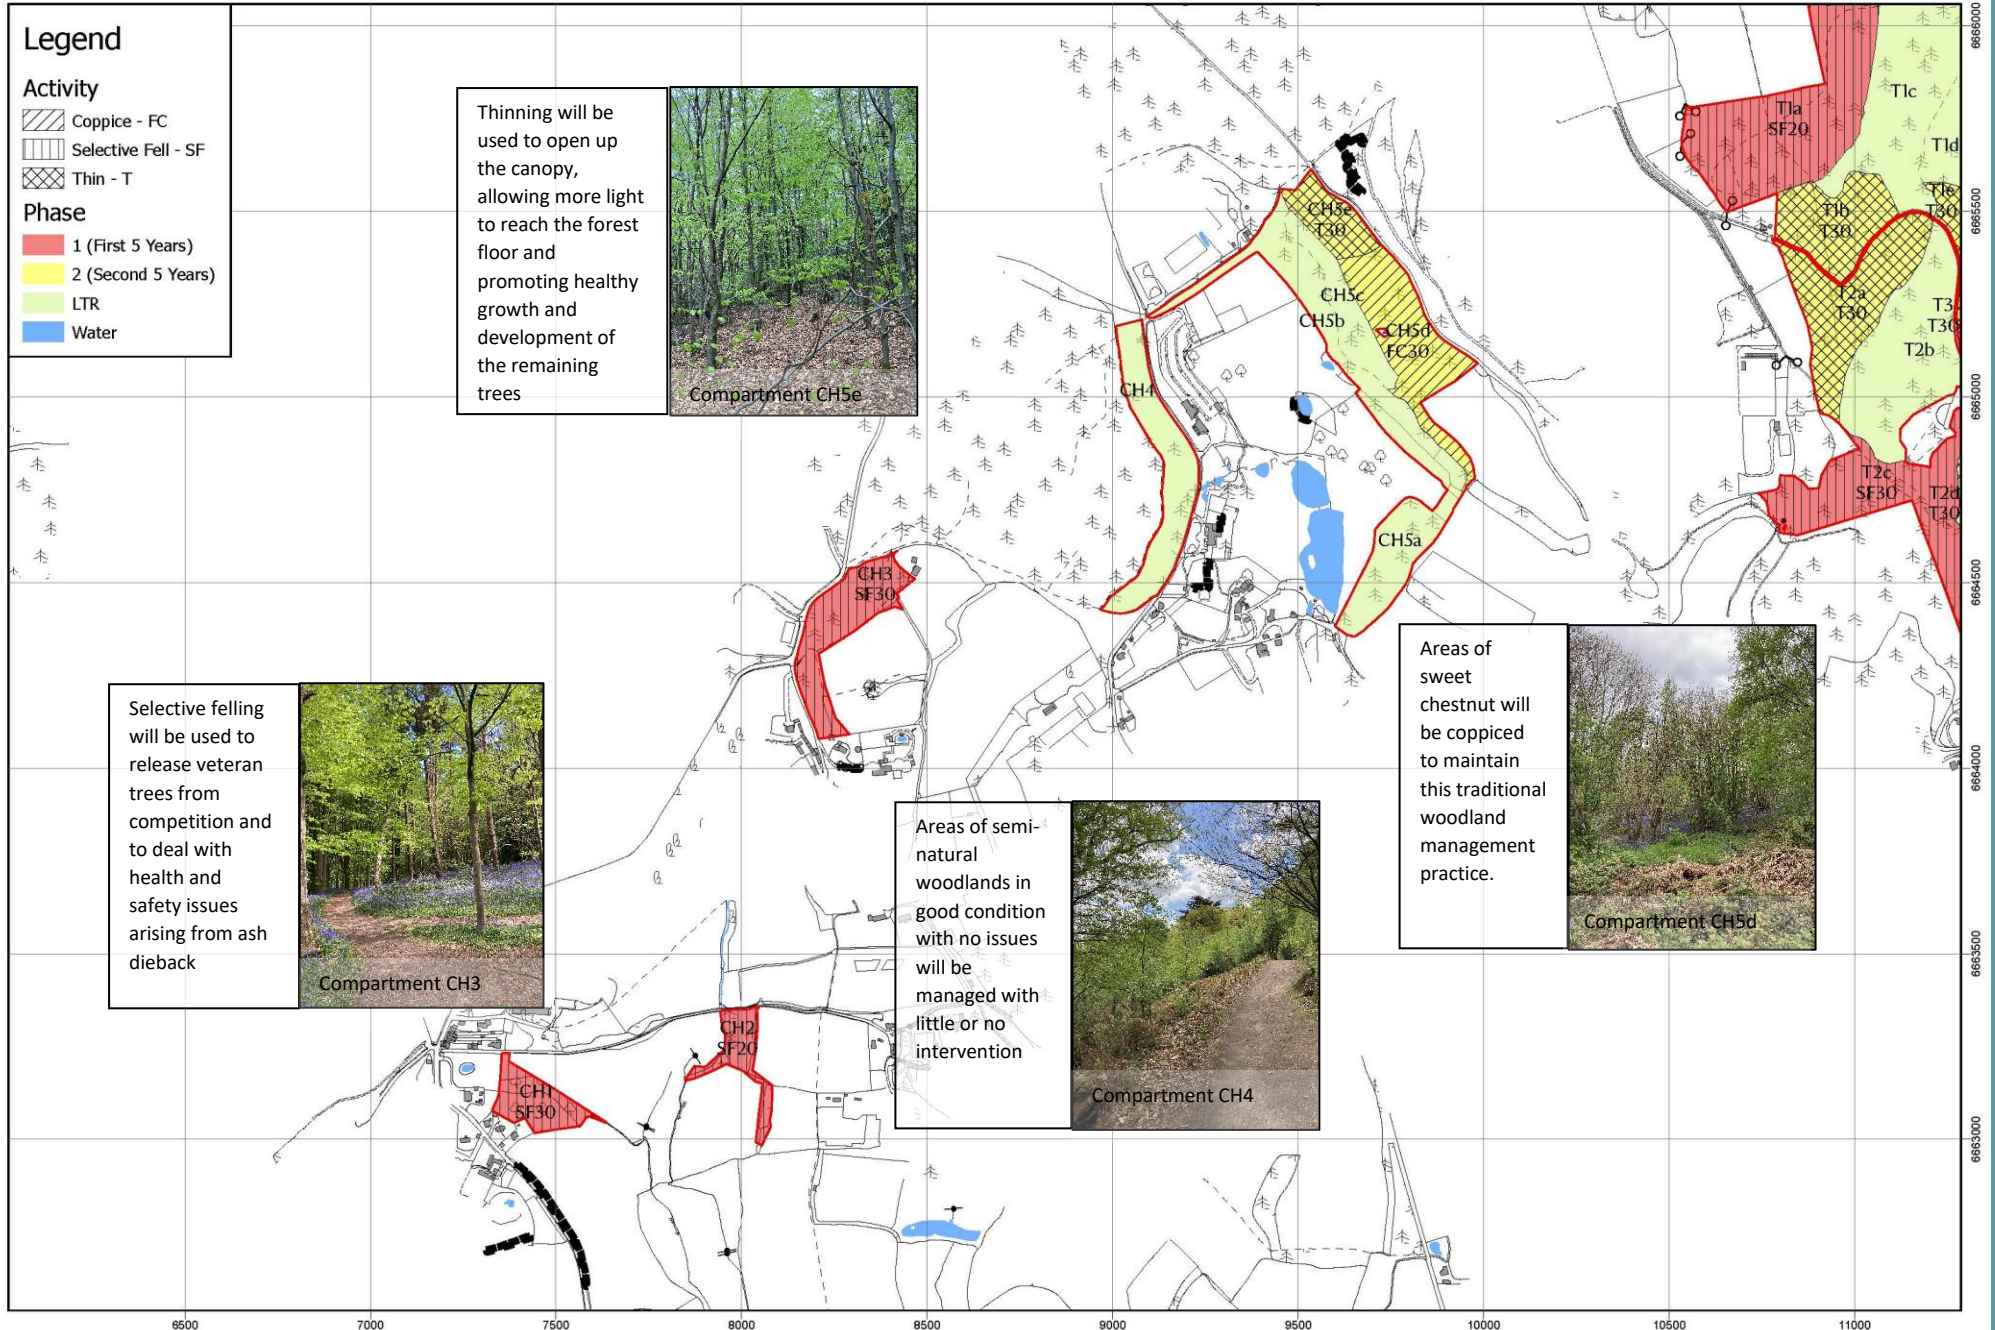 Legend
Activity
Coppice - FC
Selective Fell - SF
Thin - T
Phase
1 (First 5 Years)
2 (Second 5 Years)
LTR
Water
Thinning will be
used to open up
the canopy,
allowing more light
to reach the forest
floor and
promoting healthy
growth and
development of
the remaining
trees
Compartment CH5e
T1a
SF20
T1c
T1d
T1e
T30
T1b
T30
T2a
T30
T3
T30
T2b
T2c
SF30
T2d
T30
CH5e
T30
CH5c
CH5b
CH5d
FC30
CH4
CH5a
CH3
SF30
Selective felling
will be used to
release veteran
trees from
competition and
to deal with
health and
safety issues
arising from ash
dieback
Compartment CH3
Areas of semi-
natural
woodlands in
good condition
with no issues
will be
managed with
little or no
intervention
Compartment CH4
Areas of
sweet
chestnut will
be coppiced
to maintain
this traditional
woodland
management
practice.
Compartment CH5d
CH2
SF20
CH1
SF30
6666000
6665500
6665000
6664500
6664000
6663500
6663000
6500
7000
7500
8000
8500
9000
9500
10000
10500
11000